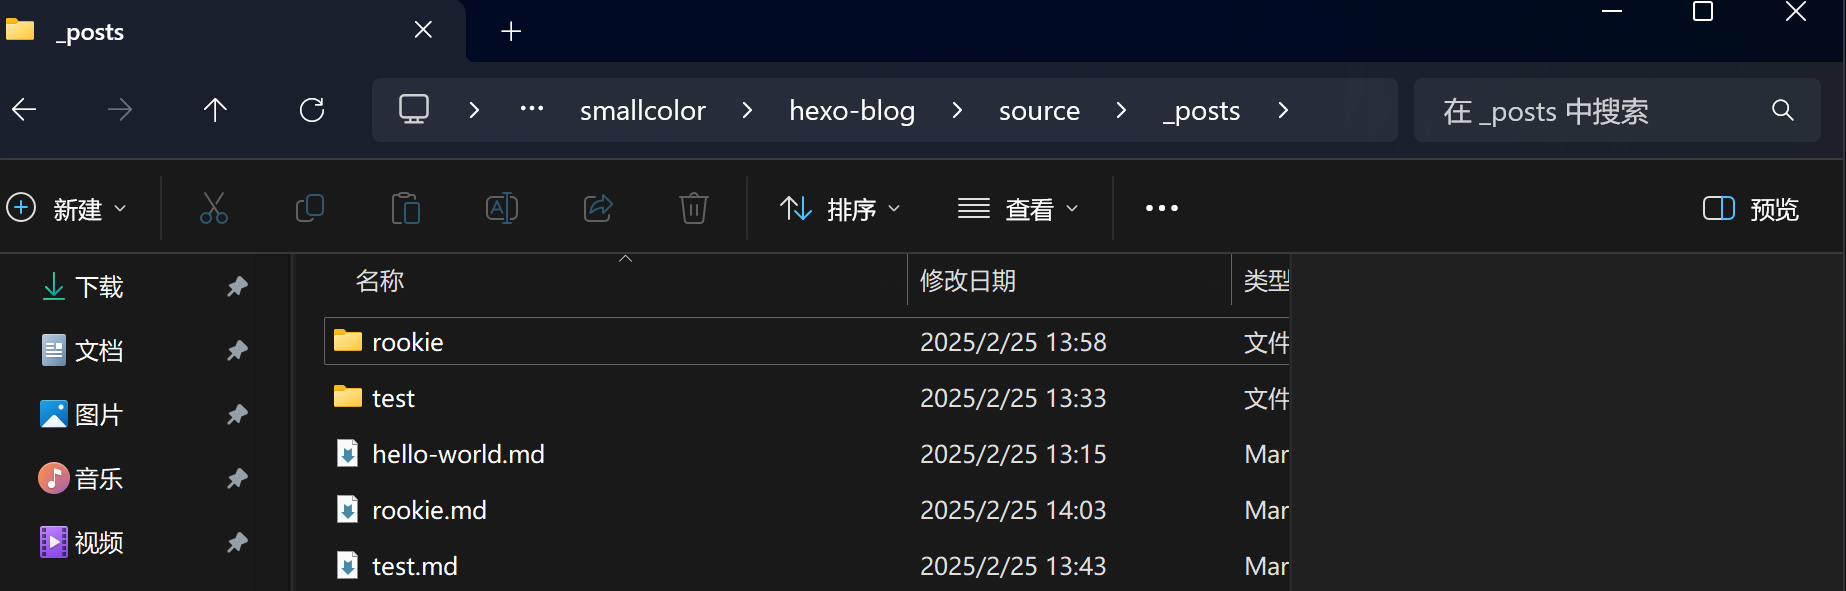 _posts
smallcolor hexo-blog source _posts 在 _posts 中搜索
新建 排序 查看 预览
名称 修改日期 类型
下载
文档
图片
音乐
视频
rookie 2025/2/25 13:58 文件
test 2025/2/25 13:33 文件
hello-world.md 2025/2/25 13:15 Mar
rookie.md 2025/2/25 14:03 Mar
test.md 2025/2/25 13:43 Mar